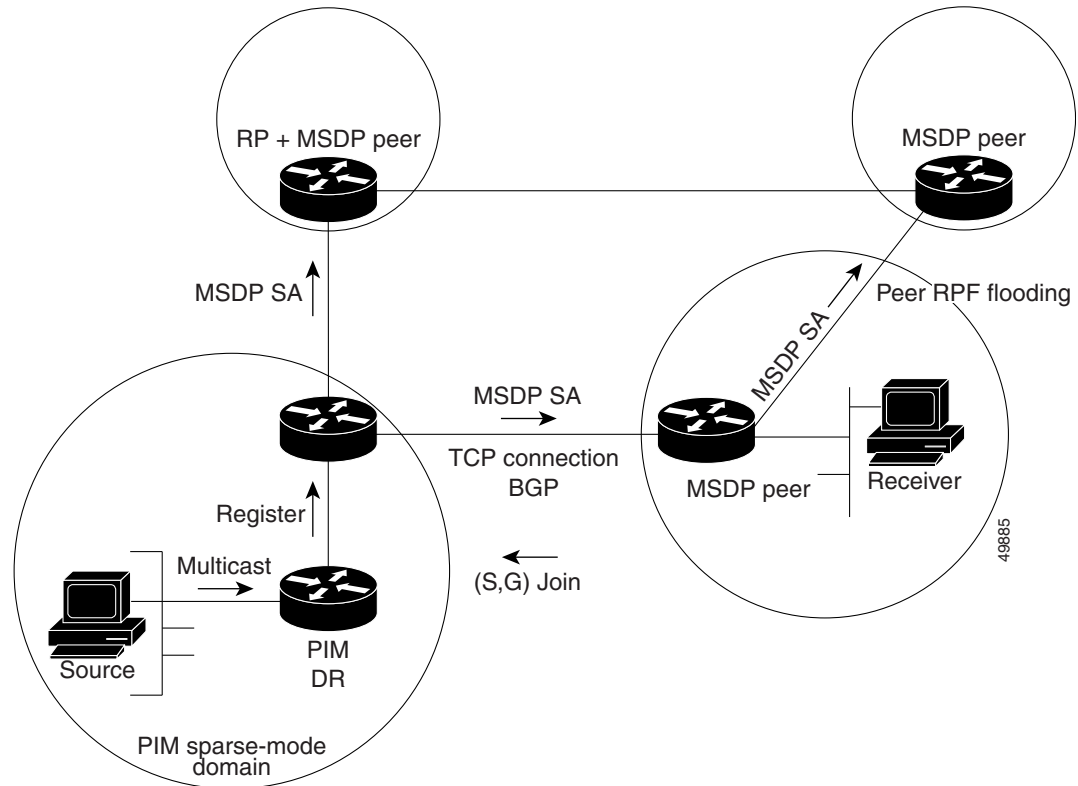 RP + MSDP peer
MSDP peer
MSDP SA
Peer RPF flooding
MSDP SA
MSDP SA
TCP connection
BGP
MSDP peer
Receiver
Register
49885
Multicast
(S,G) Join
Source
PIM
DR
PIM sparse-mode
domain